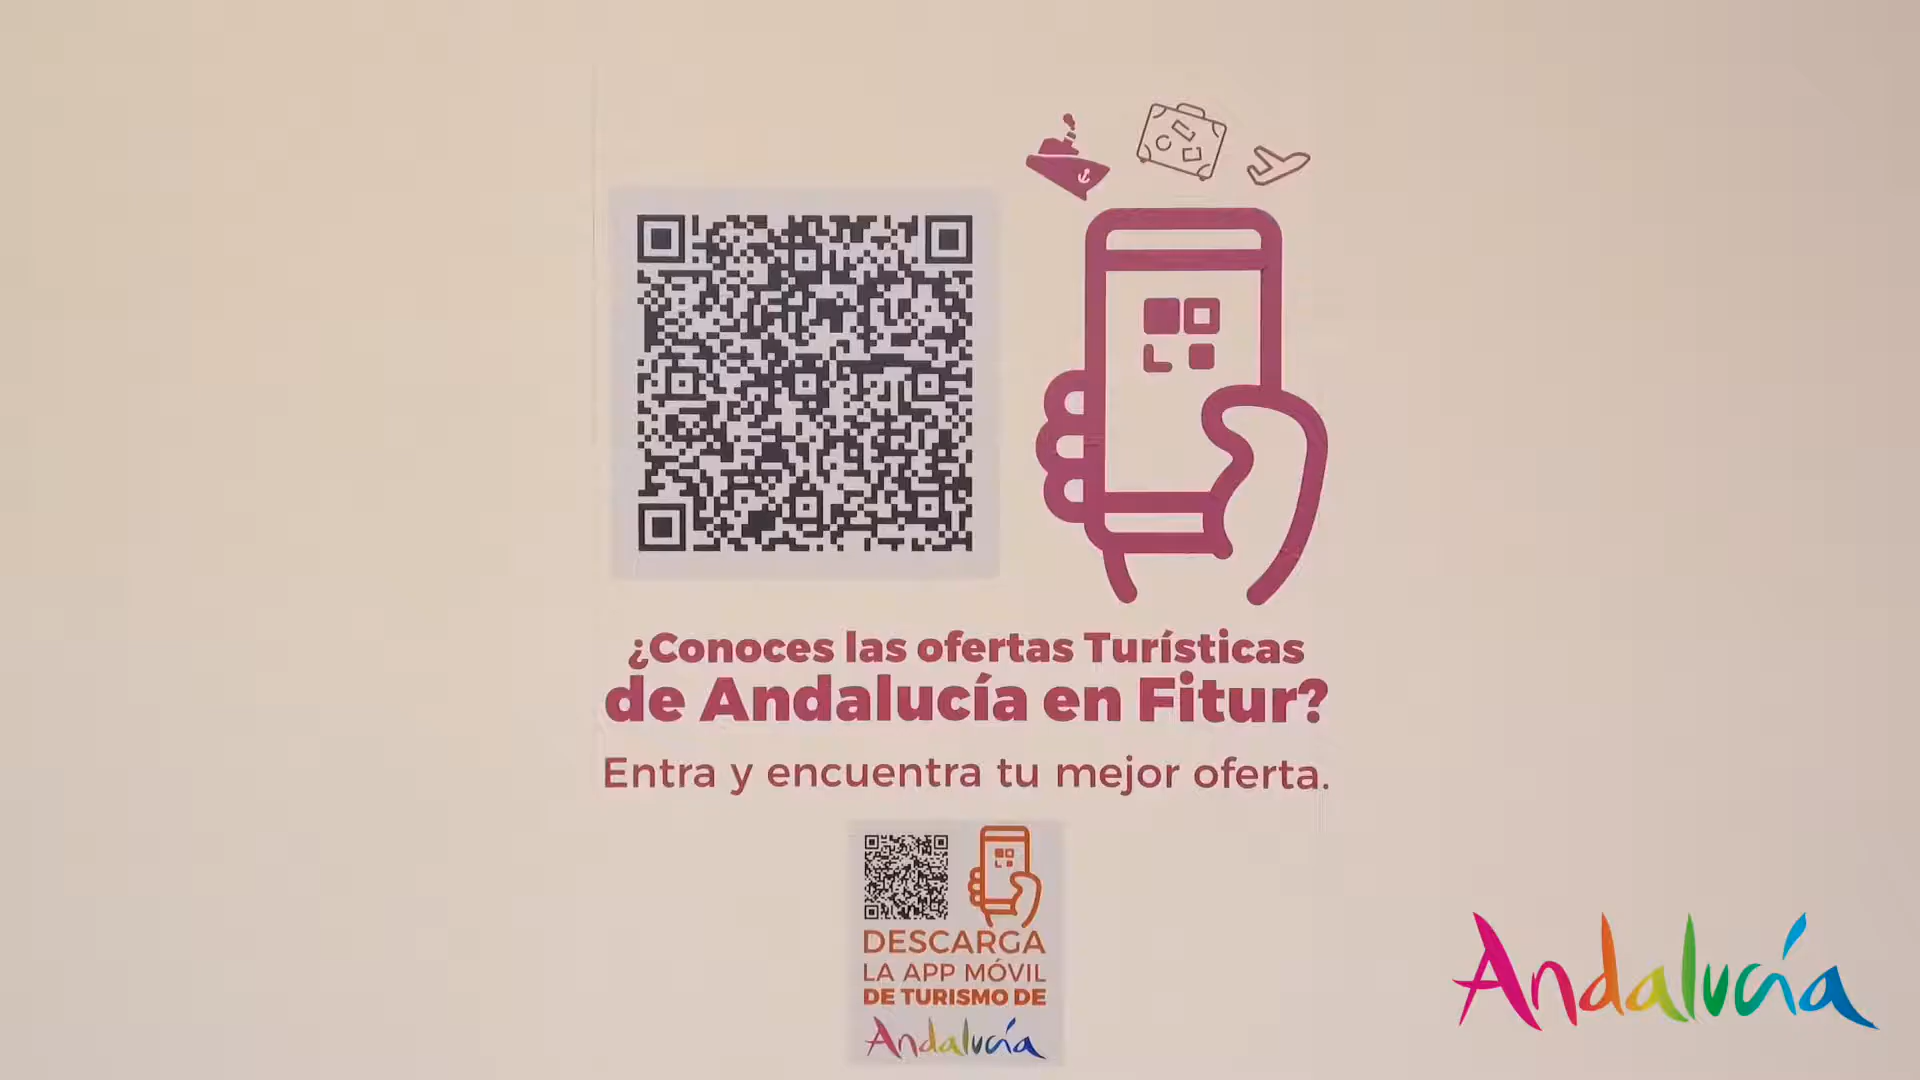 ¿Conoces las ofertas Turísticas
de Andalucía en Fitur?
Entra y encuentra tu mejor oferta.
DESCARGA
LA APP MÓVIL
DE TURISMO DE
Andalucía
Andalucía